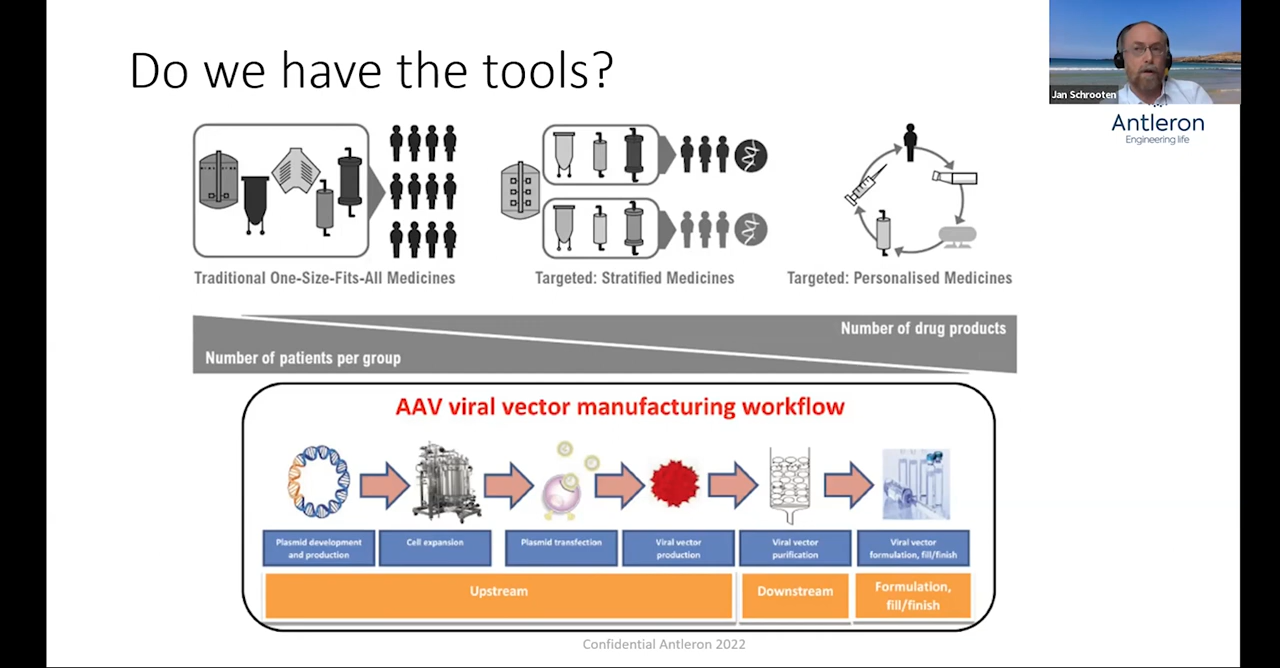 Do we have the tools?
Jan Schrooten
Antleron
Engineering life
Traditional One-Size-Fits-All Medicines
Targeted: Stratified Medicines
Targeted: Personalised Medicines
Number of drug products
Number of patients per group
AAV viral vector manufacturing workflow
Plasmid development
and production
Cell expansion
Plasmid transfection
Viral vector
production
Viral vector
purification
Viral vector
formulation, fill/finish
Upstream
Downstream
Formulation,
fill/finish
Confidential Antleron 2022